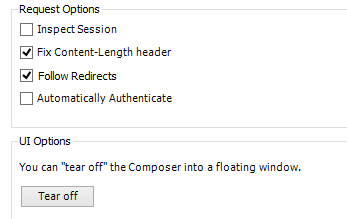 Request Options
Inspect Session
Fix Content-Length header
Follow Redirects
Automatically Authenticate
UI Options
You can "tear off" the Composer into a floating window.
Tear off